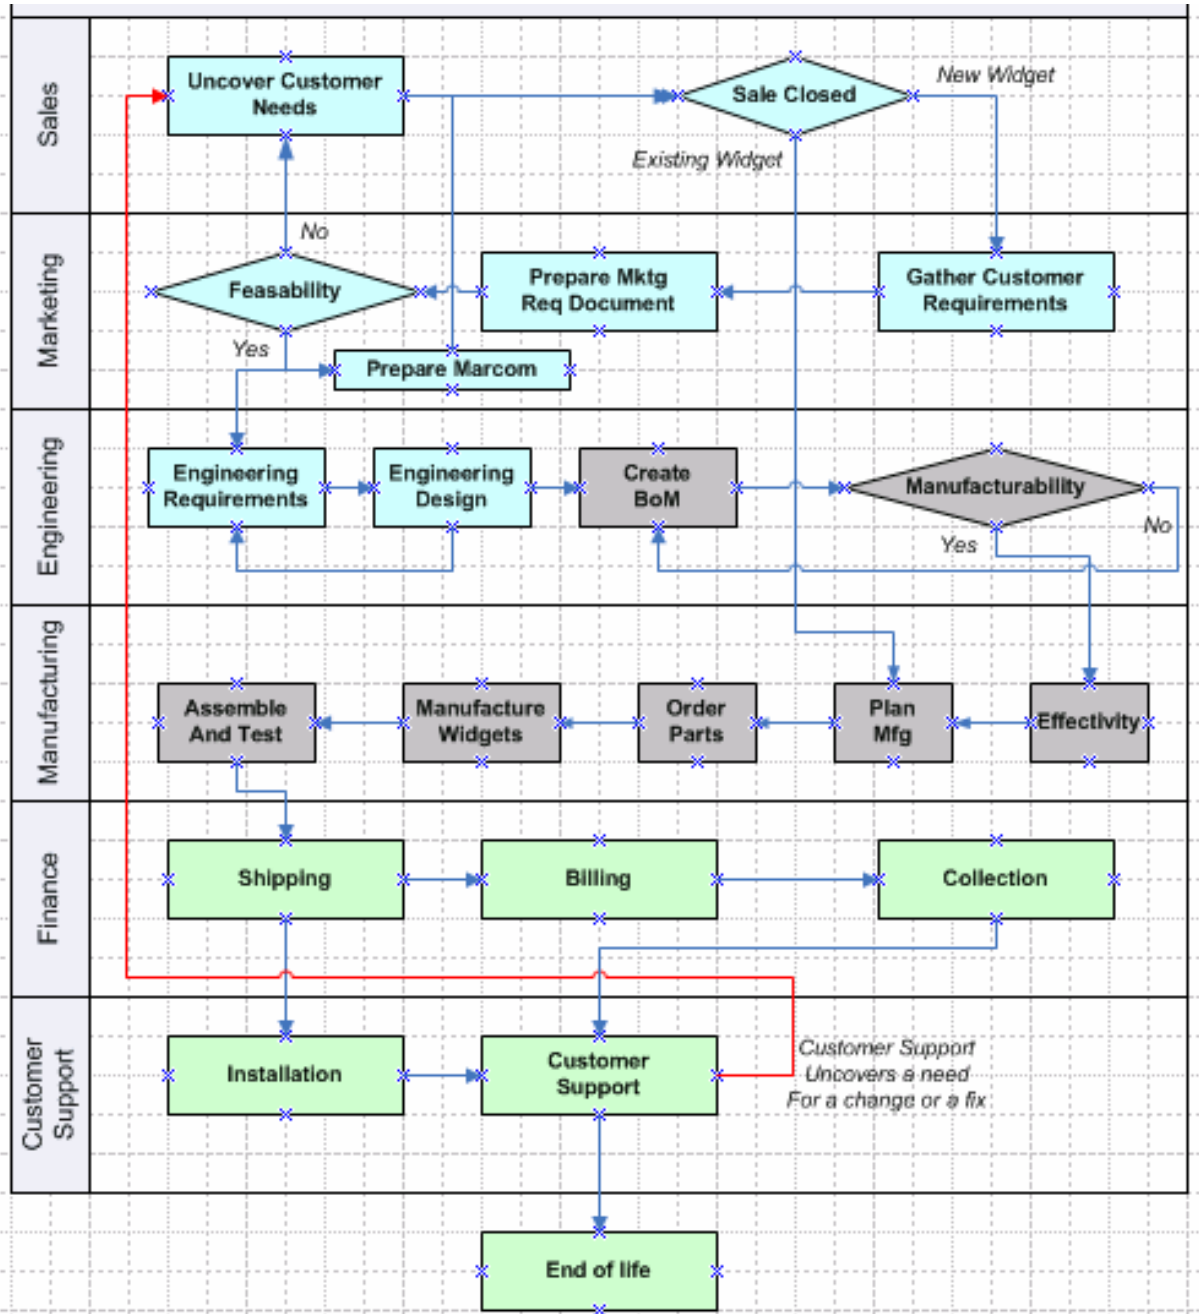 Sales
Uncover Customer
Needs
Sale Closed
New Widget
Existing Widget
Marketing
No
Feasability
Prepare Mktg
Req Document
Gather Customer
Requirements
Yes
Prepare Marcom
Engineering
Engineering
Requirements
Engineering
Design
Create
BoM
Manufacturability
No
Yes
Manufacturing
Assemble
And Test
Manufacture
Widgets
Order
Parts
Plan
Mfg
Effectivity
Finance
Shipping
Billing
Collection
Customer
Support
Installation
Customer
Support
Customer Support
Uncovers a need
For a change or a fix
End of life